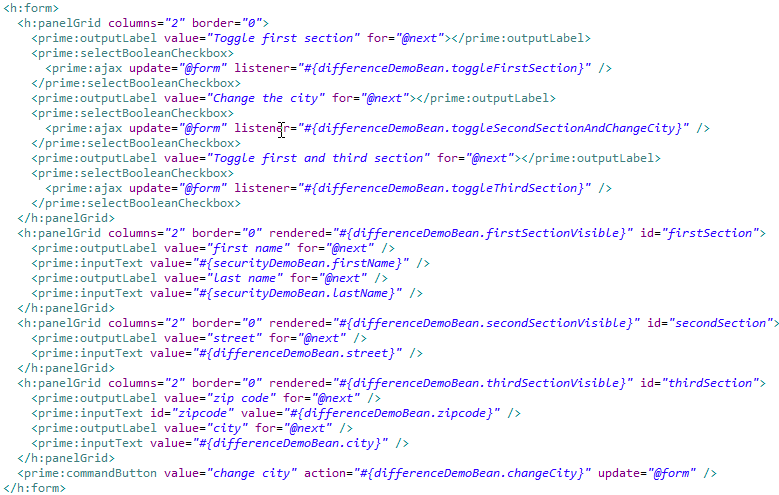 <h:form>
<h:panelGrid columns="2" border="0">
<prime:outputLabel value="Toggle first section" for="@next"></prime:outputLabel>
<prime:selectBooleanCheckbox>
<prime:ajax update="@form" listener="#{differenceDemoBean.toggleFirstSection}" />
</prime:selectBooleanCheckbox>
<prime:outputLabel value="Change the city" for="@next"></prime:outputLabel>
<prime:selectBooleanCheckbox>
<prime:ajax update="@form" listener="#{differenceDemoBean.toggleSecondSectionAndChangeCity}" />
</prime:selectBooleanCheckbox>
<prime:outputLabel value="Toggle first and third section" for="@next"></prime:outputLabel>
<prime:selectBooleanCheckbox>
<prime:ajax update="@form" listener="#{differenceDemoBean.toggleThirdSection}" />
</prime:selectBooleanCheckbox>
</h:panelGrid>
<h:panelGrid columns="2" border="0" rendered="#{differenceDemoBean.firstSectionVisible}" id="firstSection">
<prime:outputLabel value="first name" for="@next" />
<prime:inputText value="#{securityDemoBean.firstName}" />
<prime:outputLabel value="last name" for="@next" />
<prime:inputText value="#{securityDemoBean.lastName}" />
</h:panelGrid>
<h:panelGrid columns="2" border="0" rendered="#{differenceDemoBean.secondSectionVisible}" id="secondSection">
<prime:outputLabel value="street" for="@next" />
<prime:inputText value="#{differenceDemoBean.street}" />
</h:panelGrid>
<h:panelGrid columns="2" border="0" rendered="#{differenceDemoBean.thirdSectionVisible}" id="thirdSection">
<prime:outputLabel value="zip code" for="@next" />
<prime:inputText id="zipcode" value="#{differenceDemoBean.zipcode}" />
<prime:outputLabel value="city" for="@next" />
<prime:inputText value="#{differenceDemoBean.city}" />
</h:panelGrid>
<prime:commandButton value="change city" action="#{differenceDemoBean.changeCity}" update="@form" />
</h:form>